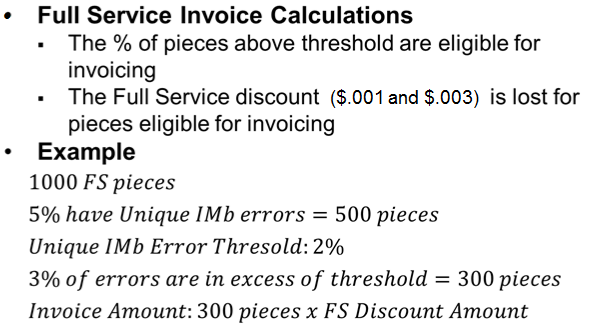 • Full Service Invoice Calculations
▪ The % of pieces above threshold are eligible for
invoicing
▪ The Full Service discount ($.001 and $.003) is lost for
pieces eligible for invoicing
• Example
1000 FS pieces
5% have Unique IMb errors = 500 pieces
Unique IMb Error Thresold: 2%
3% of errors are in excess of threshold = 300 pieces
Invoice Amount: 300 pieces x FS Discount Amount